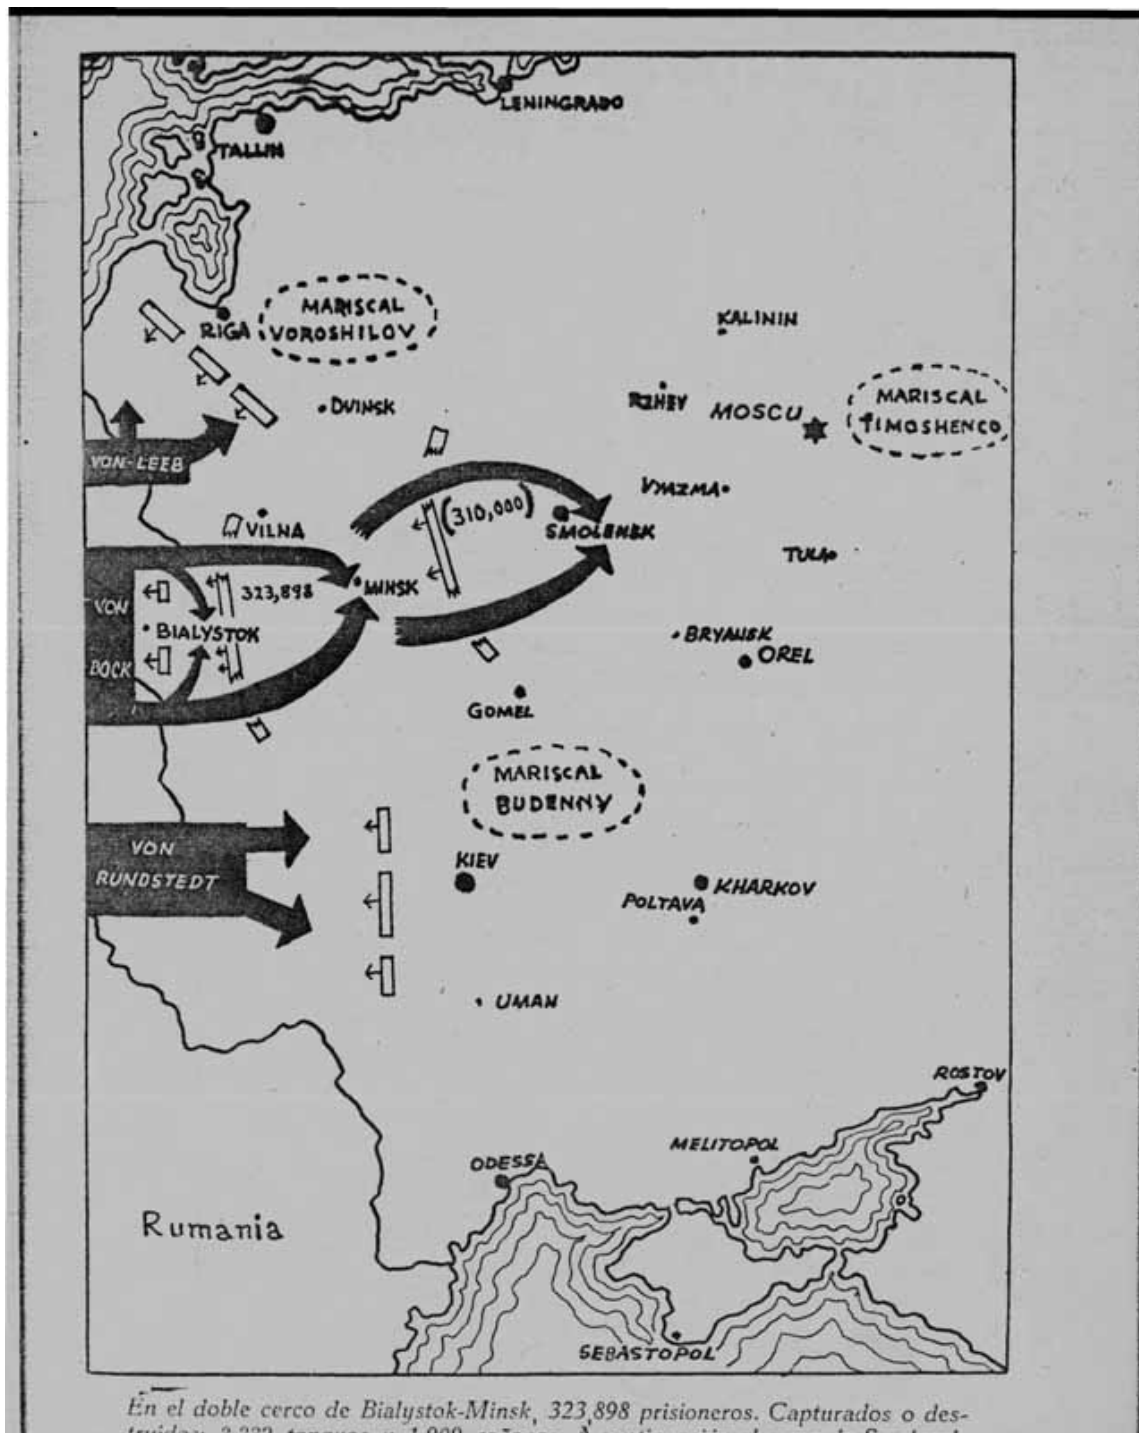 LENINGRADO
TALLIN
MARISCAL
VOROSHILOV
RIGA
KALININ
DVINSK
RZHEV
MOSCU
MARISCAL
TIMOSHENCO
VON-LEEB
VYAZMA
(310,000)
VILNA
SMOLENSK
TULA
323,898
MINSK
VON
BIALYSTOK
BOCK
BRYANSK
OREL
GOMEL
MARISCAL
BUDENNY
VON
RUNDSTEDT
KIEV
KHARKOV
POLTAVA
UMAN
ROSTOV
MELITOPOL
ODESSA
Rumania
SEBASTOPOL
En el doble cerco de Bialystok-Minsk, 323,898 prisioneros. Capturados o des-